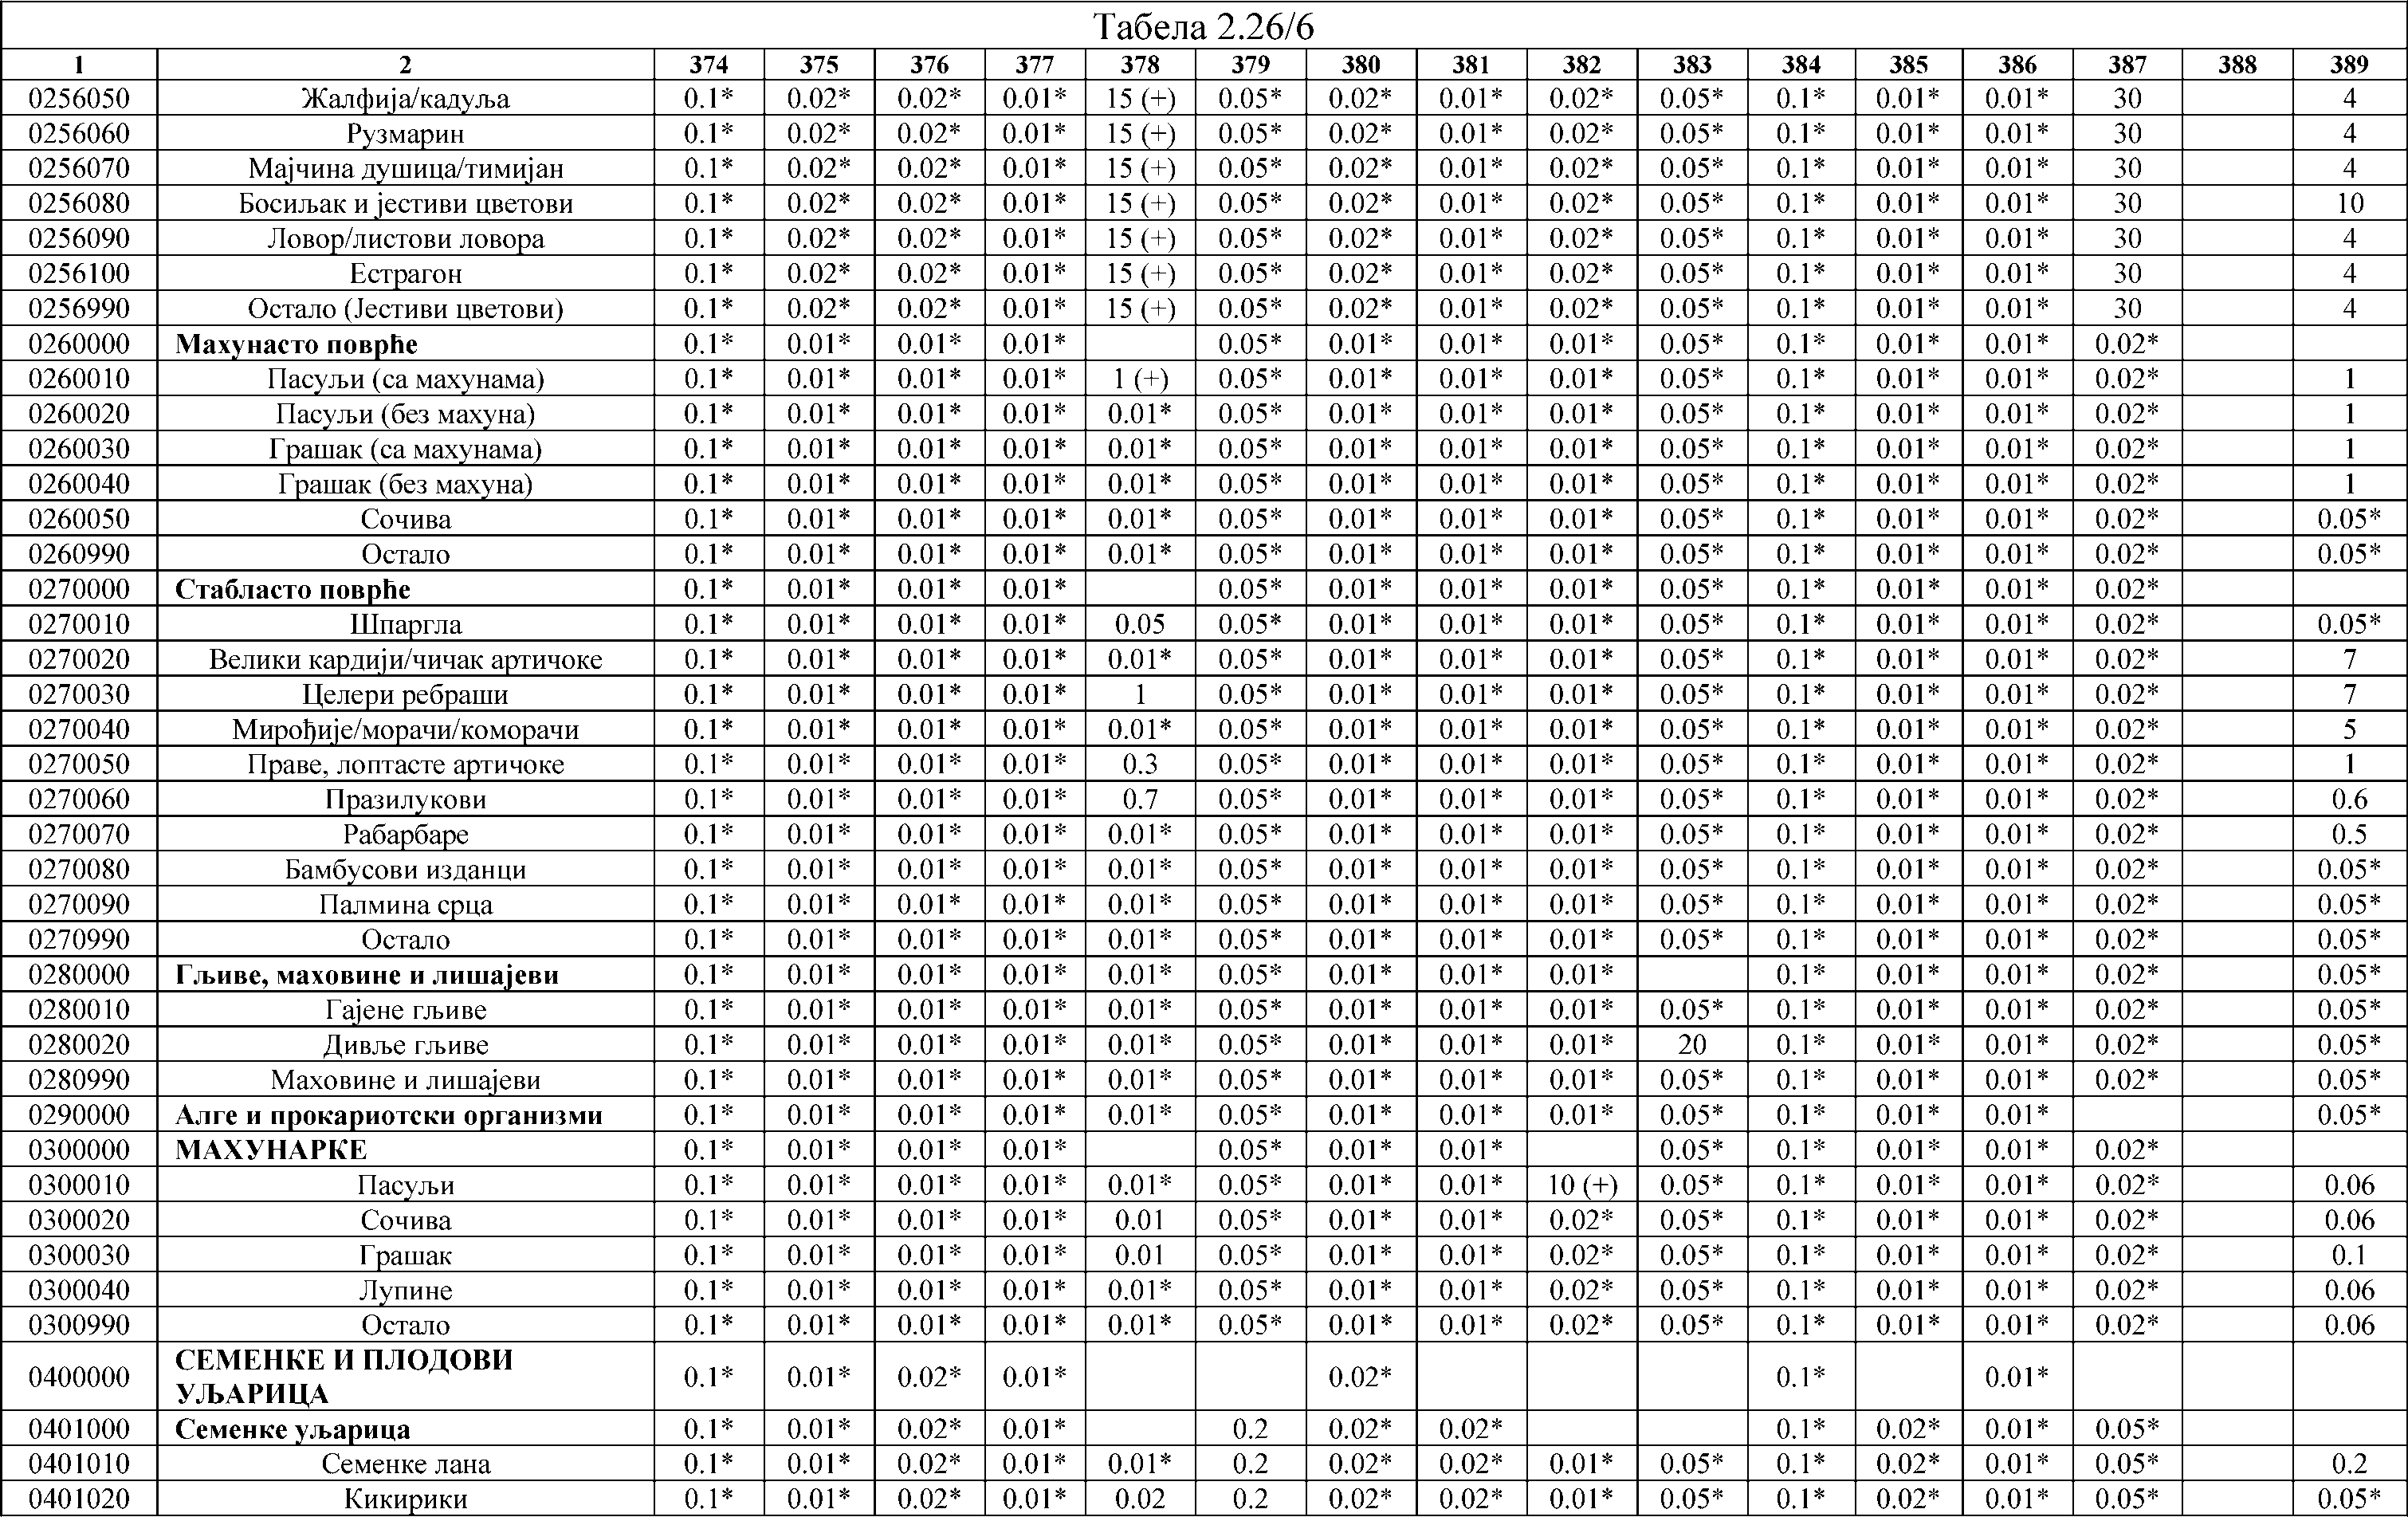 Табела 2.26/6
1 2 374 375 376 377 378 379 380 381 382 383 384 385 386 387 388 389
0256050 Жалфија/кадуља 0.1* 0.02* 0.02* 0.01* 15 (+) 0.05* 0.02* 0.01* 0.02* 0.05* 0.1* 0.01* 0.01* 30 4
0256060 Рузмарин 0.1* 0.02* 0.02* 0.01* 15 (+) 0.05* 0.02* 0.01* 0.02* 0.05* 0.1* 0.01* 0.01* 30 4
0256070 Мајчина душица/тимијан 0.1* 0.02* 0.02* 0.01* 15 (+) 0.05* 0.02* 0.01* 0.02* 0.05* 0.1* 0.01* 0.01* 30 4
0256080 Босиљак и јестиви цветови 0.1* 0.02* 0.02* 0.01* 15 (+) 0.05* 0.02* 0.01* 0.02* 0.05* 0.1* 0.01* 0.01* 30 10
0256090 Ловор/листови ловора 0.1* 0.02* 0.02* 0.01* 15 (+) 0.05* 0.02* 0.01* 0.02* 0.05* 0.1* 0.01* 0.01* 30 4
0256100 Естрагон 0.1* 0.02* 0.02* 0.01* 15 (+) 0.05* 0.02* 0.01* 0.02* 0.05* 0.1* 0.01* 0.01* 30 4
0256990 Остало (Јестиви цветови) 0.1* 0.02* 0.02* 0.01* 15 (+) 0.05* 0.02* 0.01* 0.02* 0.05* 0.1* 0.01* 0.01* 30 4
0260000 Махунасто поврће 0.1* 0.01* 0.01* 0.01* 0.05* 0.01* 0.01* 0.01* 0.05* 0.1* 0.01* 0.01* 0.02*
0260010 Пасуљи (са махунама) 0.1* 0.01* 0.01* 0.01* 1 (+) 0.05* 0.01* 0.01* 0.01* 0.05* 0.1* 0.01* 0.01* 0.02* 1
0260020 Пасуљи (без махуна) 0.1* 0.01* 0.01* 0.01* 0.01* 0.05* 0.01* 0.01* 0.01* 0.05* 0.1* 0.01* 0.01* 0.02* 1
0260030 Грашак (са махунама) 0.1* 0.01* 0.01* 0.01* 0.01* 0.05* 0.01* 0.01* 0.01* 0.05* 0.1* 0.01* 0.01* 0.02* 1
0260040 Грашак (без махуна) 0.1* 0.01* 0.01* 0.01* 0.01* 0.05* 0.01* 0.01* 0.01* 0.05* 0.1* 0.01* 0.01* 0.02* 1
0260050 Сочива 0.1* 0.01* 0.01* 0.01* 0.01* 0.05* 0.01* 0.01* 0.01* 0.05* 0.1* 0.01* 0.01* 0.02* 0.05*
0260990 Остало 0.1* 0.01* 0.01* 0.01* 0.01* 0.05* 0.01* 0.01* 0.01* 0.05* 0.1* 0.01* 0.01* 0.02* 0.05*
0270000 Стабласто поврће 0.1* 0.01* 0.01* 0.01* 0.05* 0.01* 0.01* 0.01* 0.05* 0.1* 0.01* 0.01* 0.02*
0270010 Шпаргла 0.1* 0.01* 0.01* 0.01* 0.05 0.05* 0.01* 0.01* 0.01* 0.05* 0.1* 0.01* 0.01* 0.02* 0.05*
0270020 Велики кардији/чичак артичоке 0.1* 0.01* 0.01* 0.01* 0.01* 0.05* 0.01* 0.01* 0.01* 0.05* 0.1* 0.01* 0.01* 0.02* 7
0270030 Целери ребраши 0.1* 0.01* 0.01* 0.01* 1 0.05* 0.01* 0.01* 0.01* 0.05* 0.1* 0.01* 0.01* 0.02* 7
0270040 Мирођије/морачи/коморачи 0.1* 0.01* 0.01* 0.01* 0.01* 0.05* 0.01* 0.01* 0.01* 0.05* 0.1* 0.01* 0.01* 0.02* 5
0270050 Праве, лоптасте артичоке 0.1* 0.01* 0.01* 0.01* 0.3 0.05* 0.01* 0.01* 0.01* 0.05* 0.1* 0.01* 0.01* 0.02* 1
0270060 Празилукови 0.1* 0.01* 0.01* 0.01* 0.7 0.05* 0.01* 0.01* 0.01* 0.05* 0.1* 0.01* 0.01* 0.02* 0.6
0270070 Рабарбаре 0.1* 0.01* 0.01* 0.01* 0.01* 0.05* 0.01* 0.01* 0.01* 0.05* 0.1* 0.01* 0.01* 0.02* 0.5
0270080 Бамбусови изданци 0.1* 0.01* 0.01* 0.01* 0.01* 0.05* 0.01* 0.01* 0.01* 0.05* 0.1* 0.01* 0.01* 0.02* 0.05*
0270090 Палмина срца 0.1* 0.01* 0.01* 0.01* 0.01* 0.05* 0.01* 0.01* 0.01* 0.05* 0.1* 0.01* 0.01* 0.02* 0.05*
0270990 Остало 0.1* 0.01* 0.01* 0.01* 0.01* 0.05* 0.01* 0.01* 0.01* 0.05* 0.1* 0.01* 0.01* 0.02* 0.05*
0280000 Гљиве, маховине и лишајеви 0.1* 0.01* 0.01* 0.01* 0.01* 0.05* 0.01* 0.01* 0.01* 0.1* 0.01* 0.01* 0.02* 0.05*
0280010 Гајене гљиве 0.1* 0.01* 0.01* 0.01* 0.01* 0.05* 0.01* 0.01* 0.01* 0.05* 0.1* 0.01* 0.01* 0.02* 0.05*
0280020 Дивље гљиве 0.1* 0.01* 0.01* 0.01* 0.01* 0.05* 0.01* 0.01* 0.01* 20 0.1* 0.01* 0.01* 0.02* 0.05*
0280990 Маховине и лишајеви 0.1* 0.01* 0.01* 0.01* 0.01* 0.05* 0.01* 0.01* 0.01* 0.05* 0.1* 0.01* 0.01* 0.02* 0.05*
0290000 Алге и прокариотски организми 0.1* 0.01* 0.01* 0.01* 0.01* 0.05* 0.01* 0.01* 0.01* 0.05* 0.1* 0.01* 0.01* 0.05*
0300000 МАХУНАРКЕ 0.1* 0.01* 0.01* 0.01* 0.05* 0.01* 0.01* 0.05* 0.1* 0.01* 0.01* 0.02*
0300010 Пасуљи 0.1* 0.01* 0.01* 0.01* 0.01* 0.05* 0.01* 0.01* 10 (+) 0.05* 0.1* 0.01* 0.01* 0.02* 0.06
0300020 Сочива 0.1* 0.01* 0.01* 0.01* 0.01 0.05* 0.01* 0.01* 0.02* 0.05* 0.1* 0.01* 0.01* 0.02* 0.06
0300030 Грашак 0.1* 0.01* 0.01* 0.01* 0.01 0.05* 0.01* 0.01* 0.02* 0.05* 0.1* 0.01* 0.01* 0.02* 0.1
0300040 Лупине 0.1* 0.01* 0.01* 0.01* 0.01* 0.05* 0.01* 0.01* 0.02* 0.05* 0.1* 0.01* 0.01* 0.02* 0.06
0300990 Остало 0.1* 0.01* 0.01* 0.01* 0.01* 0.05* 0.01* 0.01* 0.02* 0.05* 0.1* 0.01* 0.01* 0.02* 0.06
СЕМЕНКЕ И ПЛОДОВИ
0400000 УЉАРИЦА 0.1* 0.01* 0.02* 0.01* 0.02* 0.1* 0.01*
0401000 Семенке уљарица 0.1* 0.01* 0.02* 0.01* 0.2 0.02* 0.02* 0.1* 0.02* 0.01* 0.05*
0401010 Семенке лана 0.1* 0.01* 0.02* 0.01* 0.01* 0.2 0.02* 0.02* 0.01* 0.05* 0.1* 0.02* 0.01* 0.05* 0.2
0401020 Кикирики 0.1* 0.01* 0.02* 0.01* 0.02 0.2 0.02* 0.02* 0.01* 0.05* 0.1* 0.02* 0.01* 0.05* 0.05*